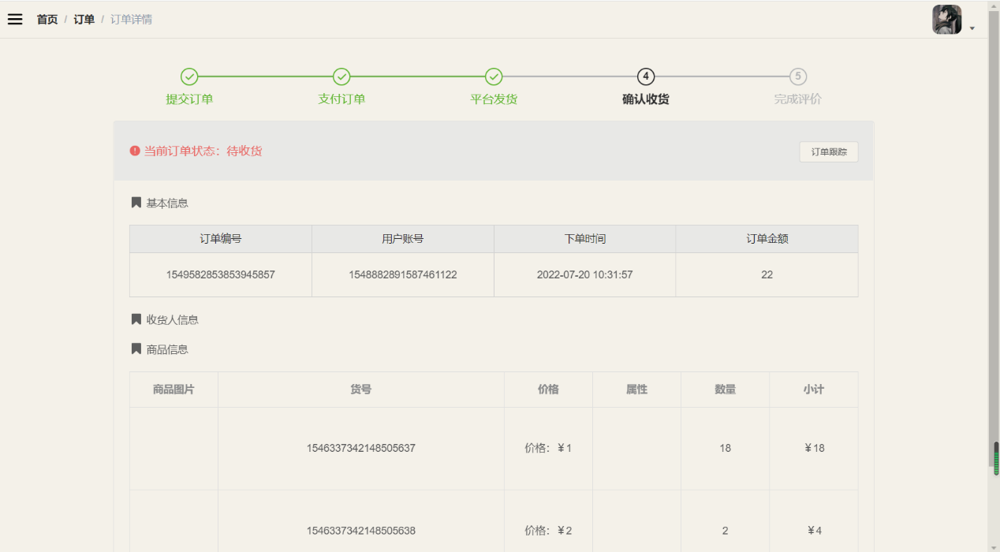 首页 / 订单 / 订单详情
4 5
提交订单 支付订单 平台发货 确认收货 完成评价
当前订单状态：待收货 订单跟踪
基本信息
订单编号 用户账号 下单时间 订单金额
1549582853853945857 1548882891587461122 2022-07-20 10:31:57 22
收货人信息
商品信息
商品图片 货号 价格 属性 数量 小计
1546337342148505637 价格：￥1 18 ￥18
1546337342148505638 价格：￥2 2 ￥4